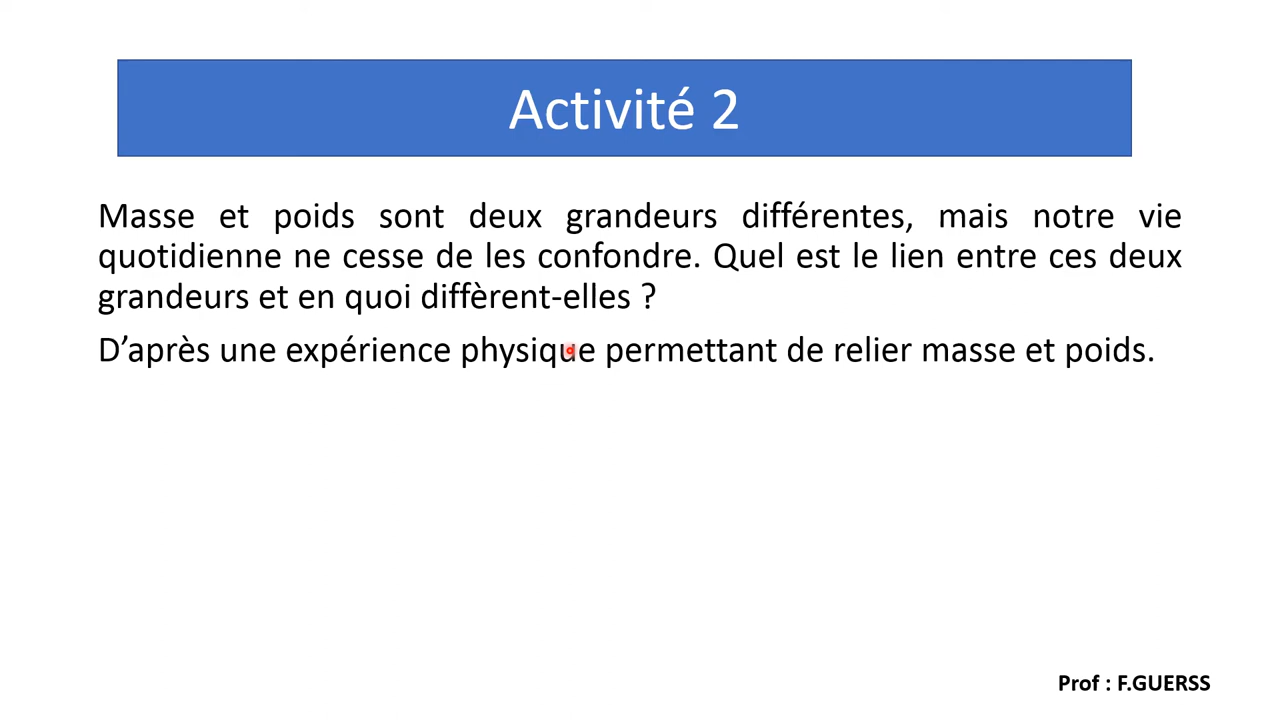 Activité 2
Masse et poids sont deux grandeurs différentes, mais notre vie
quotidienne ne cesse de les confondre. Quel est le lien entre ces deux
grandeurs et en quoi diffèrent-elles ?
D’après une expérience physique permettant de relier masse et poids.
Prof : F.GUERSS